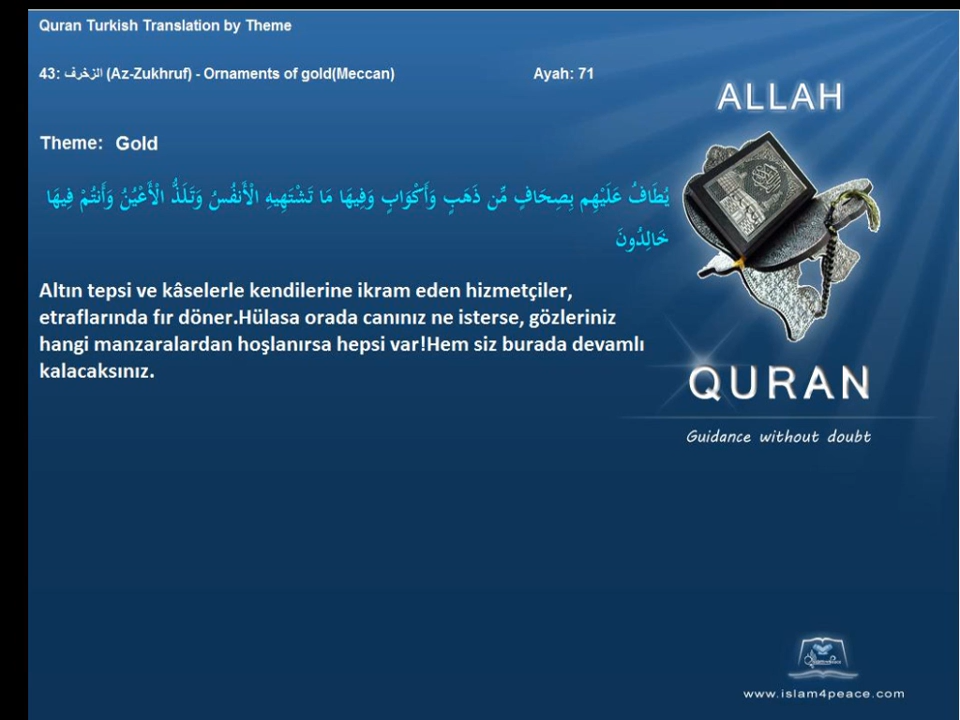 Quran Turkish Translation by Theme
43: الزخرف (Az-Zukhruf) - Ornaments of gold(Meccan) Ayah: 71
ALLAH
Theme: Gold
يُطَافُ عَلَيْهِم بِصِحَافٍ مِّن ذَهَبٍ وَأَكْوَابٍ وَفِيهَا مَا تَشْتَهِيهِ الْأَنفُسُ وَتَلَذُّ الْأَعْيُنُ وَأَنتُمْ فِيهَا
خَالِدُونَ
Altın tepsi ve kâselerle kendilerine ikram eden hizmetçiler,
etraflarında fır döner.Hülasa orada canınız ne isterse, gözleriniz
hangi manzaralardan hoşlanırsa hepsi var!Hem siz burada devamlı
kalacaksınız.
QURAN
Guidance without doubt
www.islam4peace.com